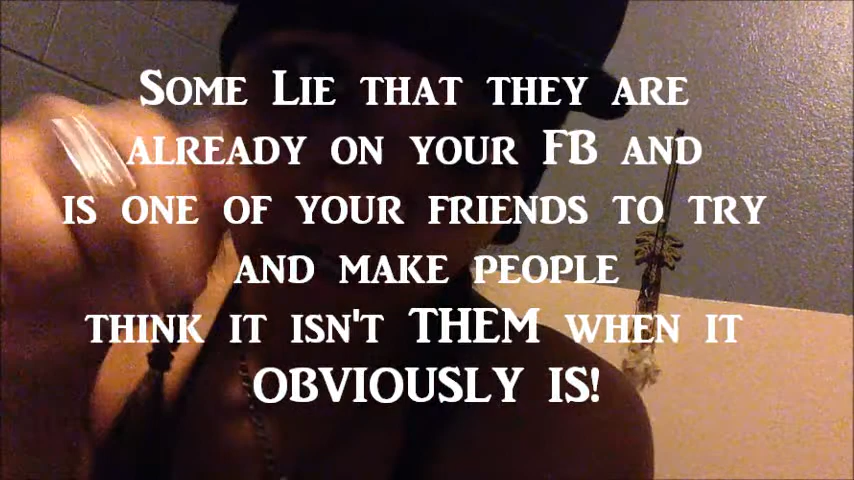 Some Lie that they are
already on your FB and
is one of your friends to try
and make people
think it isn't THEM when it
OBVIOUSLY IS!